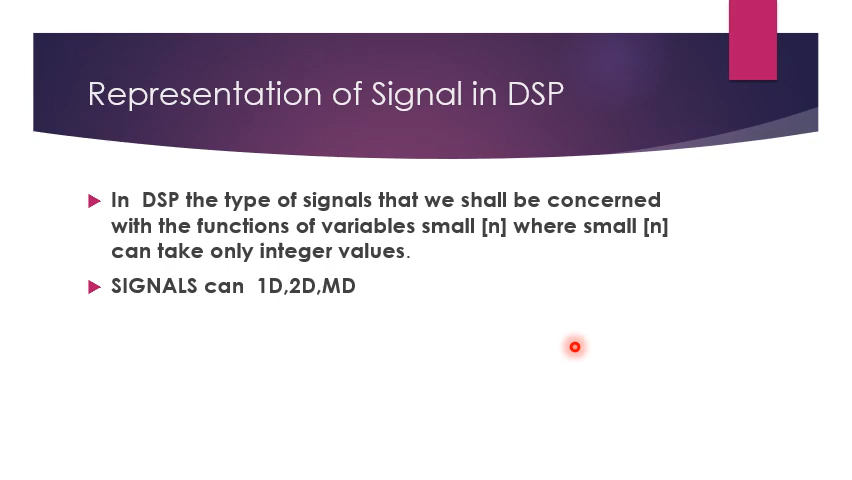 Representation of Signal in DSP
In  DSP the type of signals that we shall be concerned
with the functions of variables small [n] where small [n]
can take only integer values.
SIGNALS can  1D,2D,MD